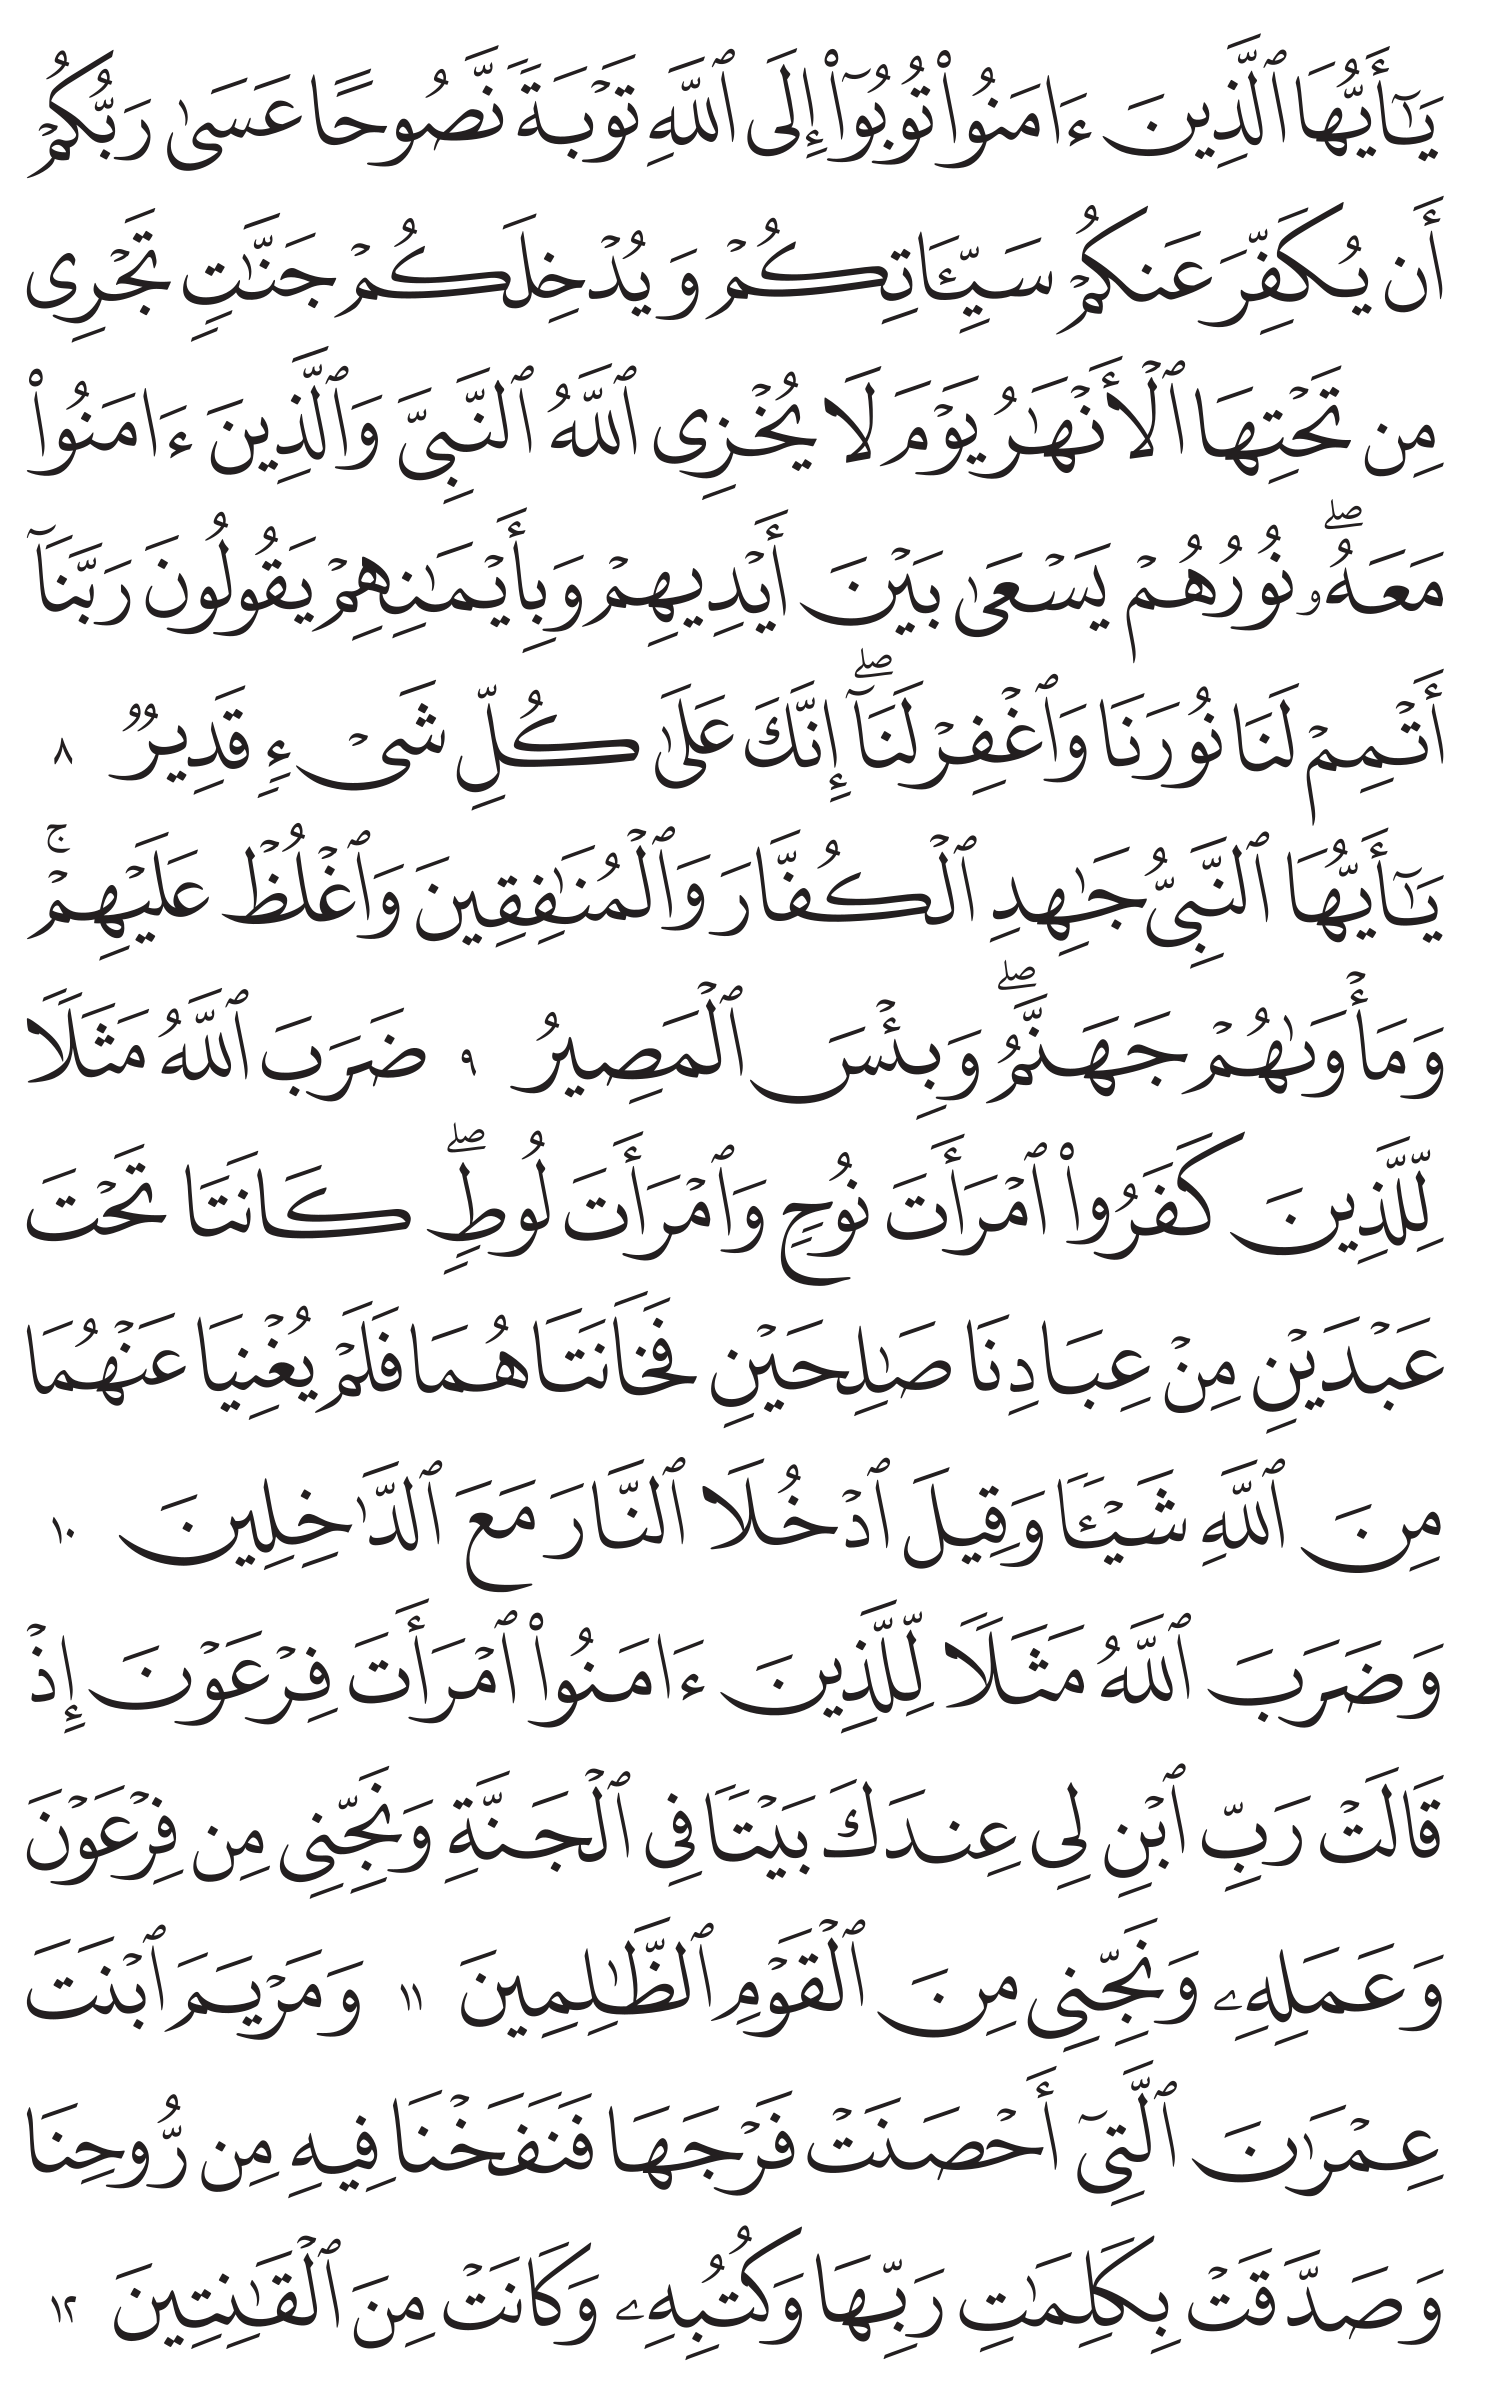 يَـٰٓأَيُّهَا ٱلَّذِينَ ءَامَنُوا۟ تُوبُوٓا۟ إِلَى ٱللَّهِ تَوْبَةً نَّصُوحًا عَسَىٰ رَبُّكُمْ
أَن يُكَفِّرَ عَنكُمْ سَيِّـَٔاتِكُمْ وَيُدْخِلَكُمْ جَنَّـٰتٍ تَجْرِى
مِن تَحْتِهَا ٱلْأَنْهَـٰرُ يَوْمَ لَا يُخْزِى ٱللَّهُ ٱلنَّبِىَّ وَٱلَّذِينَ ءَامَنُوا۟
مَعَهُۥ ۖ نُورُهُمْ يَسْعَىٰ بَيْنَ أَيْدِيهِمْ وَبِأَيْمَـٰنِهِمْ يَقُولُونَ رَبَّنَآ
أَتْمِمْ لَنَا نُورَنَا وَٱغْفِرْ لَنَآ ۖ إِنَّكَ عَلَىٰ كُلِّ شَىْءٍ قَدِيرٌ ٨
يَـٰٓأَيُّهَا ٱلنَّبِىُّ جَـٰهِدِ ٱلْكُفَّارَ وَٱلْمُنَـٰفِقِينَ وَٱغْلُظْ عَلَيْهِمْ ۚ
وَمَأْوَىٰهُمْ جَهَنَّمُ ۖ وَبِئْسَ ٱلْمَصِيرُ ٩ ضَرَبَ ٱللَّهُ مَثَلًا
لِّلَّذِينَ كَفَرُوا۟ ٱمْرَأَتَ نُوحٍ وَٱمْرَأَتَ لُوطٍ ۖ كَانَتَا تَحْتَ
عَبْدَيْنِ مِنْ عِبَادِنَا صَـٰلِحَيْنِ فَخَانَتَاهُمَا فَلَمْ يُغْنِيَا عَنْهُمَا
مِنَ ٱللَّهِ شَيْـًٔا وَقِيلَ ٱدْخُلَا ٱلنَّارَ مَعَ ٱلدَّٰخِلِينَ ١٠
وَضَرَبَ ٱللَّهُ مَثَلًا لِّلَّذِينَ ءَامَنُوا۟ ٱمْرَأَتَ فِرْعَوْنَ إِذْ
قَالَتْ رَبِّ ٱبْنِ لِى عِندَكَ بَيْتًا فِى ٱلْجَنَّةِ وَنَجِّنِى مِن فِرْعَوْنَ
وَعَمَلِهِۦ وَنَجِّنِى مِنَ ٱلْقَوْمِ ٱلظَّـٰلِمِينَ ١١ وَمَرْيَمَ ٱبْنَتَ
عِمْرَٰنَ ٱلَّتِىٓ أَحْصَنَتْ فَرْجَهَا فَنَفَخْنَا فِيهِ مِن رُّوحِنَا
وَصَدَّقَتْ بِكَلِمَـٰتِ رَبِّهَا وَكُتُبِهِۦ وَكَانَتْ مِنَ ٱلْقَـٰنِتِينَ ١٢